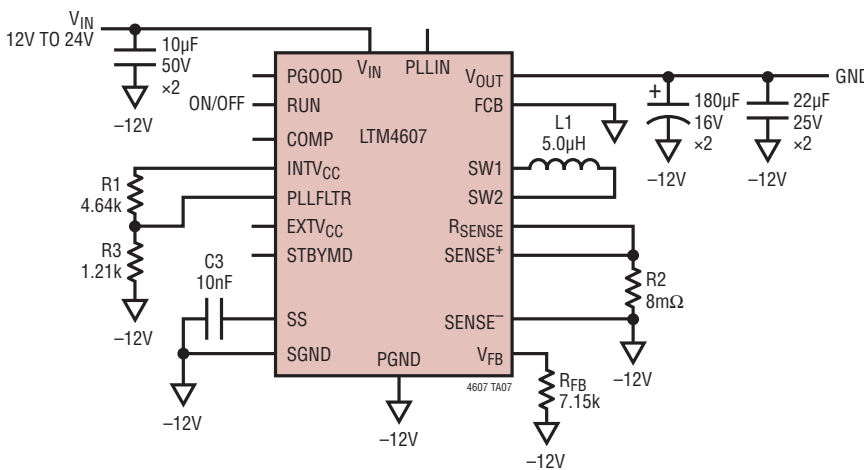 VIN
12V TO 24V
10µF
50V
×2
–12V
ON/OFF
PGOOD
RUN
COMP
INTVCC
PLLFLTR
EXTVCC
STBYMD
SS
SGND
VIN
PLLIN
LTM4607
PGND
VOUT
FCB
SW1
SW2
RSENSE
SENSE+
SENSE–
VFB
4607 TA07
R1
4.64k
R3
1.21k
–12V
C3
10nF
–12V
–12V
L1
5.0µH
GND
+
180µF
16V
×2
–12V
22µF
25V
×2
–12V
R2
8mΩ
–12V
RFB
7.15k
–12V